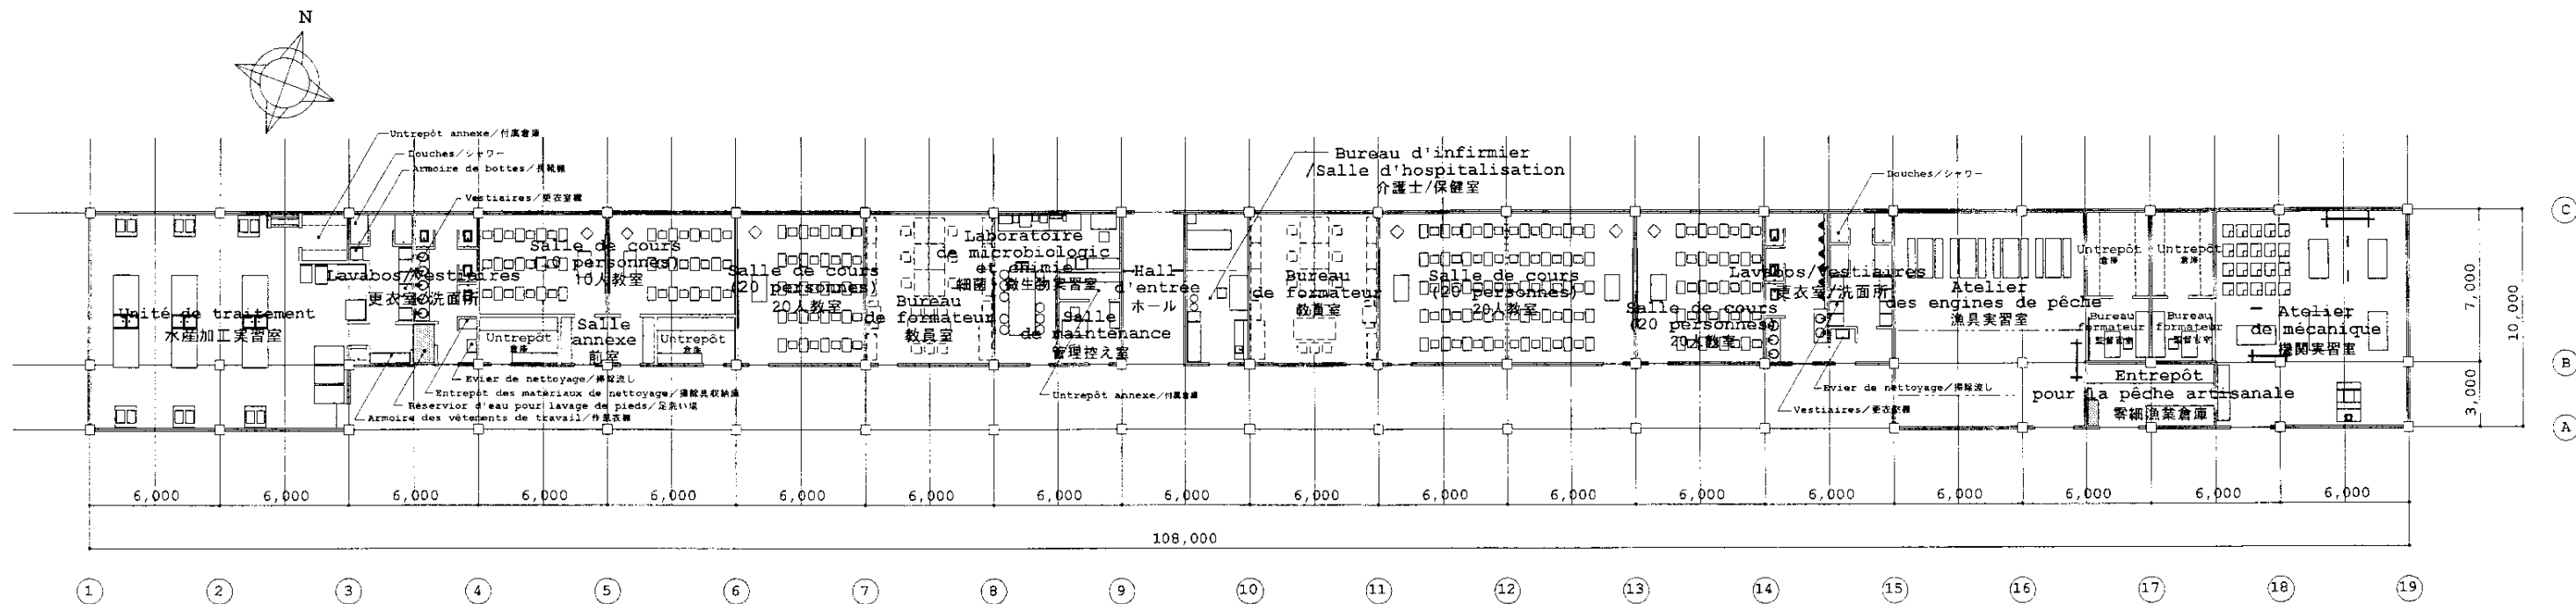 N
Untrepôt annexe／付属倉庫
Douches／シャワー
Armoire de bottes／長靴棚
Vestiaires／更衣室棚
Bureau d'infirmier
/Salle d'hospitalisation
介護士/保健室
Douches／シャワー
C
Unité de traitement
水産加工実習室
Lavabos/Vestiaires
更衣室/洗面所
Salle de cours
(10 personnes)
10人教室
Untrepôt
倉庫
Salle
annexe
前室
Untrepôt
倉庫
Salle de cours
(20 personnes)
20人教室
Bureau
de formateur
教員室
Laboratoire
de microbiologic
et chimie
細菌・微生物実習室
Salle
de maintenance
管理控え室
Hall
d'entrée
ホール
Bureau
de formateur
教員室
Salle de cours
(20 personnes)
20人教室
Salle de cours
(20 personnes)
20人教室
Lavabos/Vestiaires
更衣室/洗面所
Atelier
des engines de pêche
漁具実習室
Untrepôt
倉庫
Untrepôt
倉庫
Bureau
formateur
監督官室
Bureau
formateur
監督官室
Atelier
de mécanique
機関実習室
7,000
10,000
B
Entrepôt
pour la pêche artisanale
零細漁業倉庫
3,000
Evier de nettoyage／掃除流し
Entrepôt des matériaux de nettoyage／掃除具収納庫
Réservior d'eau pour lavage de pieds／足洗い場
Armoire des vêtements de travail／作業衣棚
Untrepôt annexe／付属倉庫
Evier de nettoyage／掃除流し
Vestiaires／更衣室棚
A
6,000 6,000 6,000 6,000 6,000 6,000 6,000 6,000 6,000 6,000 6,000 6,000 6,000 6,000 6,000 6,000 6,000 6,000
108,000
1 2 3 4 5 6 7 8 9 10 11 12 13 14 15 16 17 18 19